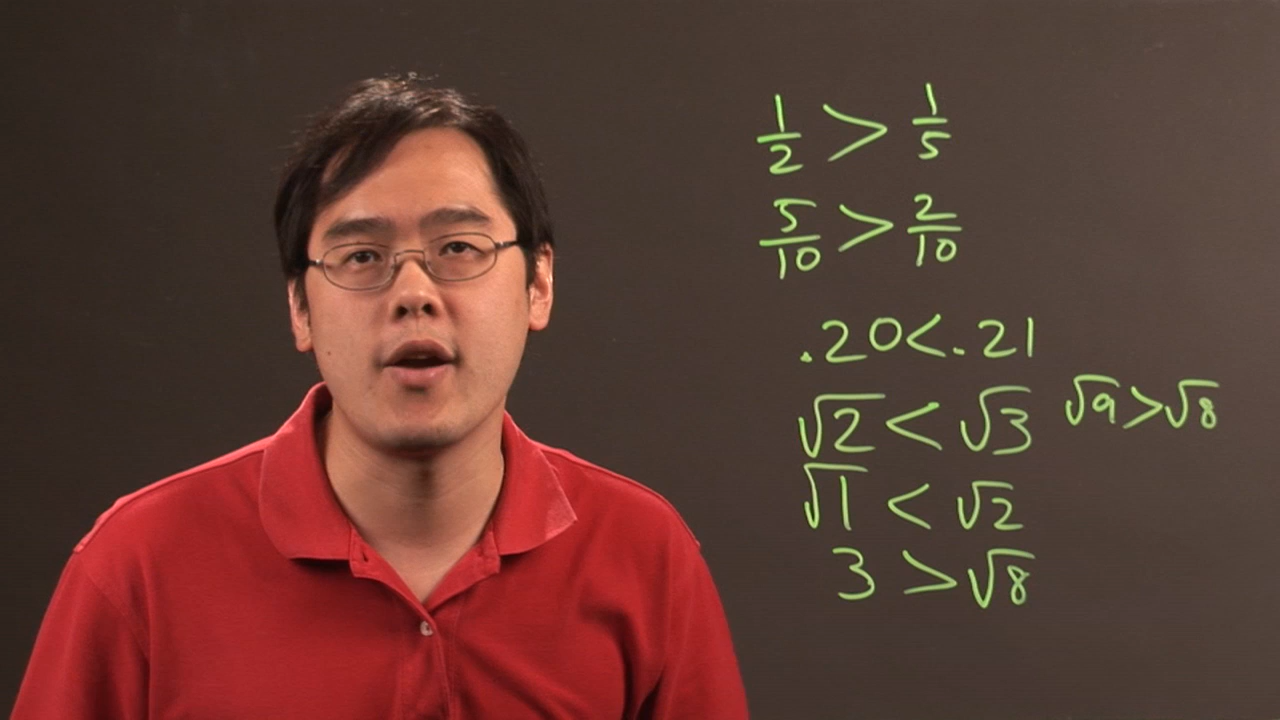 1/2 > 1/5
5/10 > 2/10
.20 < .21
√2 < √3 √9 > √8
√1 < √2
3 > √8